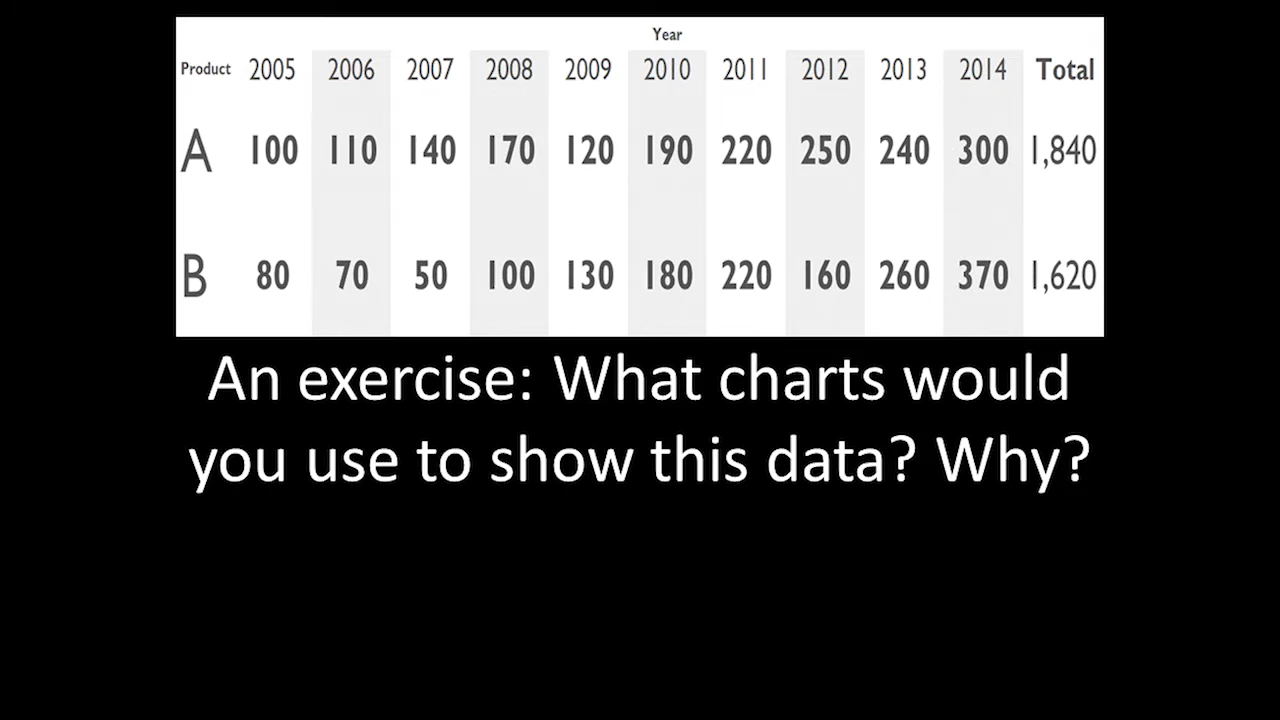 Year
Product 2005 2006 2007 2008 2009 2010 2011 2012 2013 2014 Total
A 100 110 140 170 120 190 220 250 240 300 1,840
B 80 70 50 100 130 180 220 160 260 370 1,620
An exercise: What charts would
you use to show this data? Why?